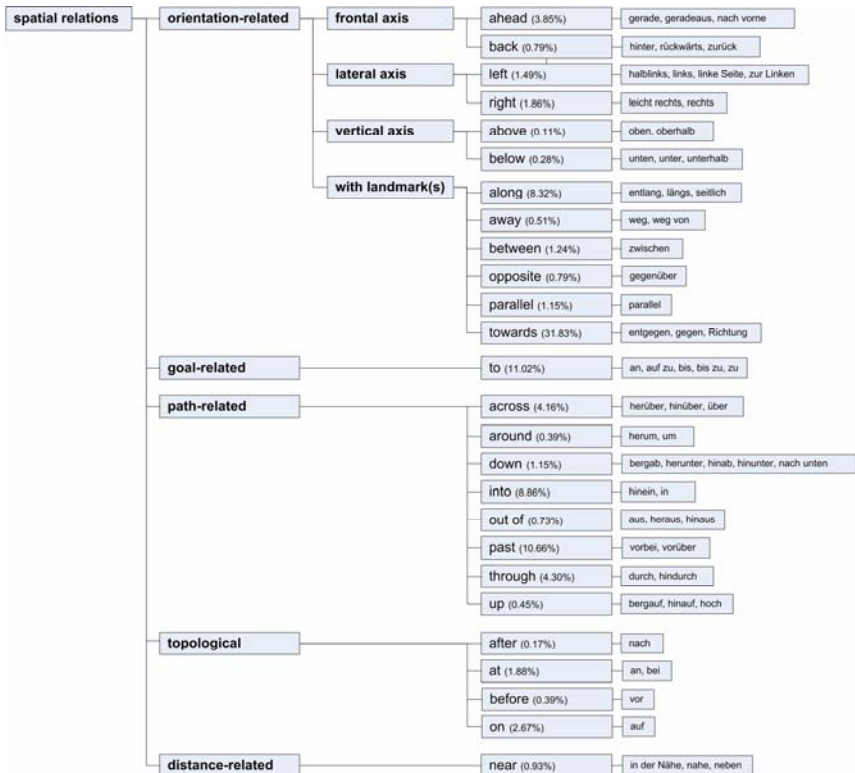 spatial relations
orientation-related
frontal axis
ahead (3.85%)
gerade, geradeaus, nach vorne
back (0.79%)
hinter, rückwärts, zurück
lateral axis
left (1.49%)
halblinks, links, linke Seite, zur Linken
right (1.86%)
leicht rechts, rechts
vertical axis
above (0.11%)
oben. oberhalb
below (0.28%)
unten, unter, unterhalb
with landmark(s)
along (8.32%)
entlang, längs, seitlich
away (0.51%)
weg, weg von
between (1.24%)
zwischen
opposite (0.79%)
gegenüber
parallel (1.15%)
parallel
towards (31.83%)
entgegen, gegen, Richtung
goal-related
to (11.02%)
an, auf zu, bis, bis zu, zu
path-related
across (4.16%)
herüber, hinüber, über
around (0.39%)
herum, um
down (1.15%)
bergab, herunter, hinab, hinunter, nach unten
into (8.86%)
hinein, in
out of (0.73%)
aus, heraus, hinaus
past (10.66%)
vorbei, vorüber
through (4.30%)
durch, hindurch
up (0.45%)
bergauf, hinauf, hoch
topological
after (0.17%)
nach
at (1.88%)
an, bei
before (0.39%)
vor
on (2.67%)
auf
distance-related
near (0.93%)
in der Nähe, nahe, neben